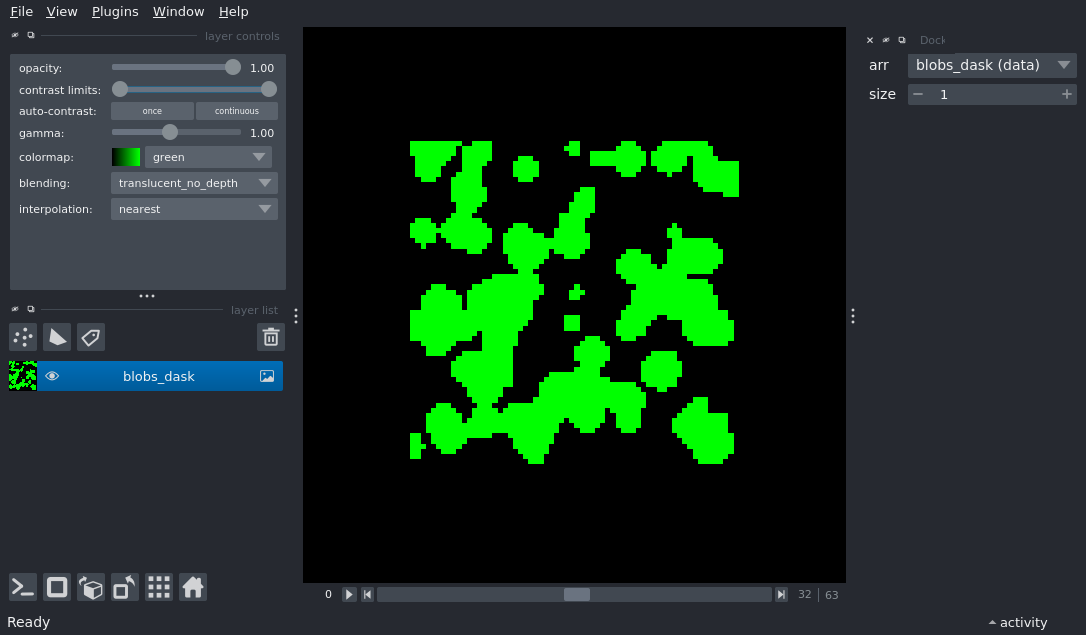 File View Plugins Window Help
layer controls
opacity: 1.00
contrast limits:
auto-contrast: once continuous
gamma: 1.00
colormap: green
blending: translucent_no_depth
interpolation: nearest
layer list
blobs_dask
0 32 63
Dock
arr blobs_dask (data)
size 1
Ready activity